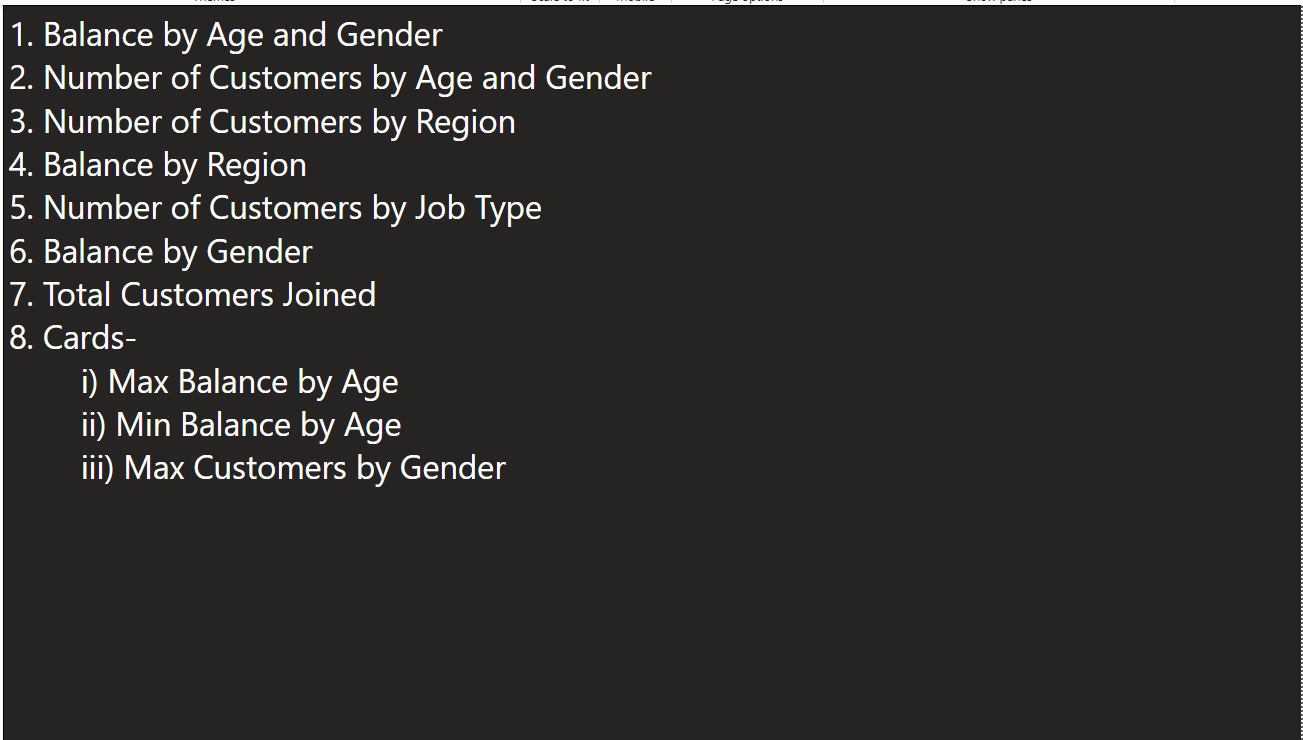 1. Balance by Age and Gender
2. Number of Customers by Age and Gender
3. Number of Customers by Region
4. Balance by Region
5. Number of Customers by Job Type
6. Balance by Gender
7. Total Customers Joined
8. Cards-
i) Max Balance by Age
ii) Min Balance by Age
iii) Max Customers by Gender